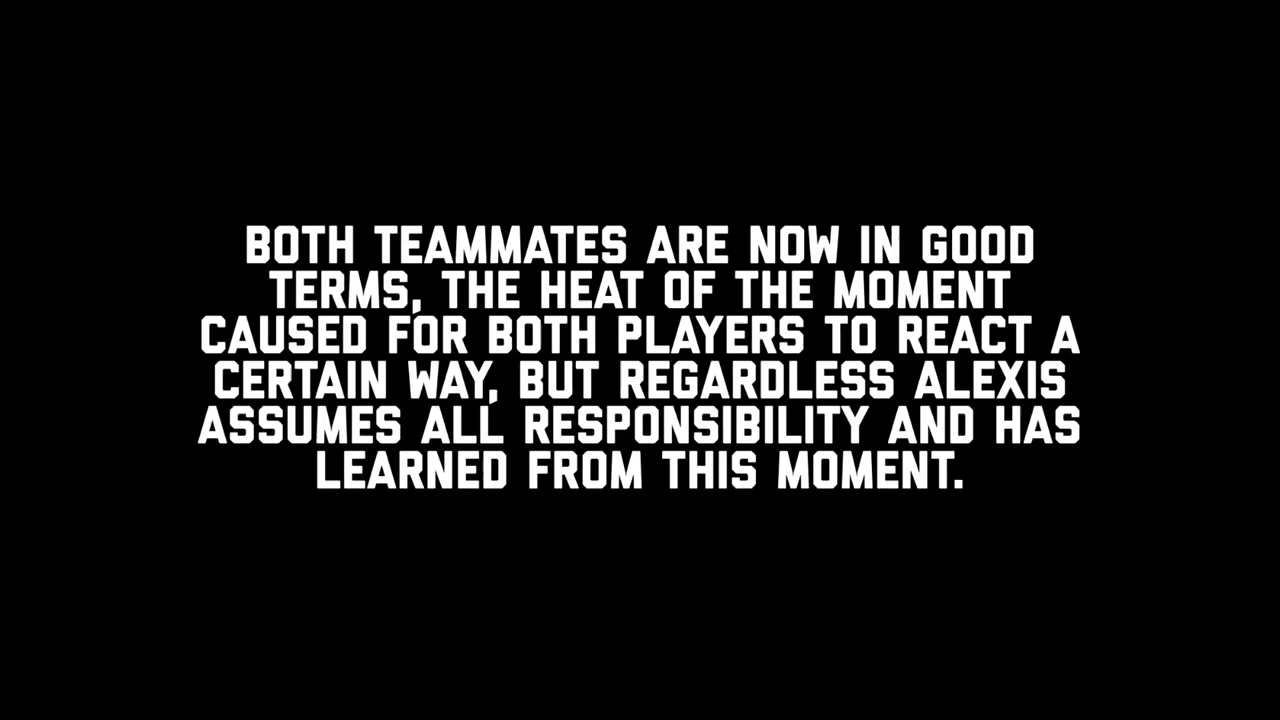 BOTH TEAMMATES ARE NOW IN GOOD
TERMS, THE HEAT OF THE MOMENT
CAUSED FOR BOTH PLAYERS TO REACT A
CERTAIN WAY, BUT REGARDLESS ALEXIS
ASSUMES ALL RESPONSIBILITY AND HAS
LEARNED FROM THIS MOMENT.